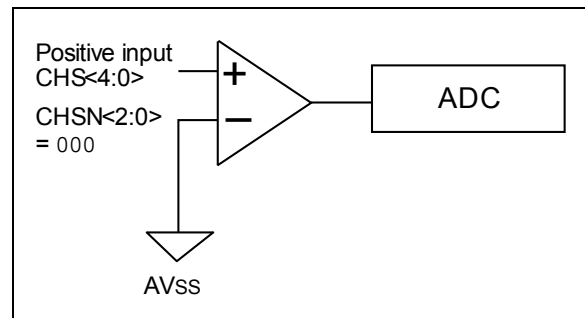 Positive input
CHS<4:0>
CHSN<2:0>
= 000
+
–
ADC
AVSS